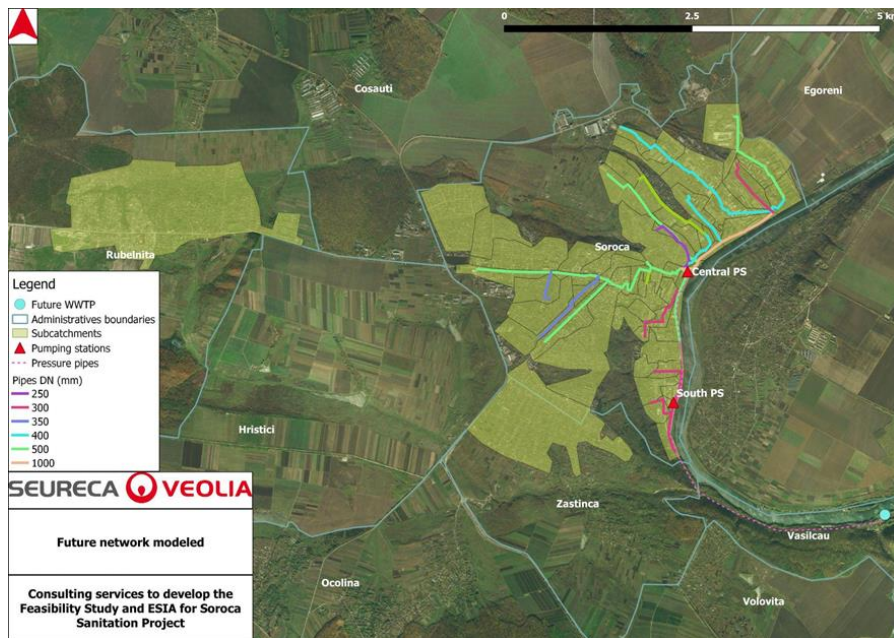 0 2.5 5 km
Egoreni
Cosauti
Soroca
Rubelnita
Central PS
Legend
Future WWTP
Administratives boundaries
Subcatchments
Pumping stations
Pressure pipes
Pipes DN (mm)
250
300
350
400
500
1000
South PS
Hristici
SEURECA VEOLIA
Zastinca
Vasilcau
Future network modeled
Ocolina
Volovita
Consulting services to develop the
Feasibility Study and ESIA for Soroca
Sanitation Project